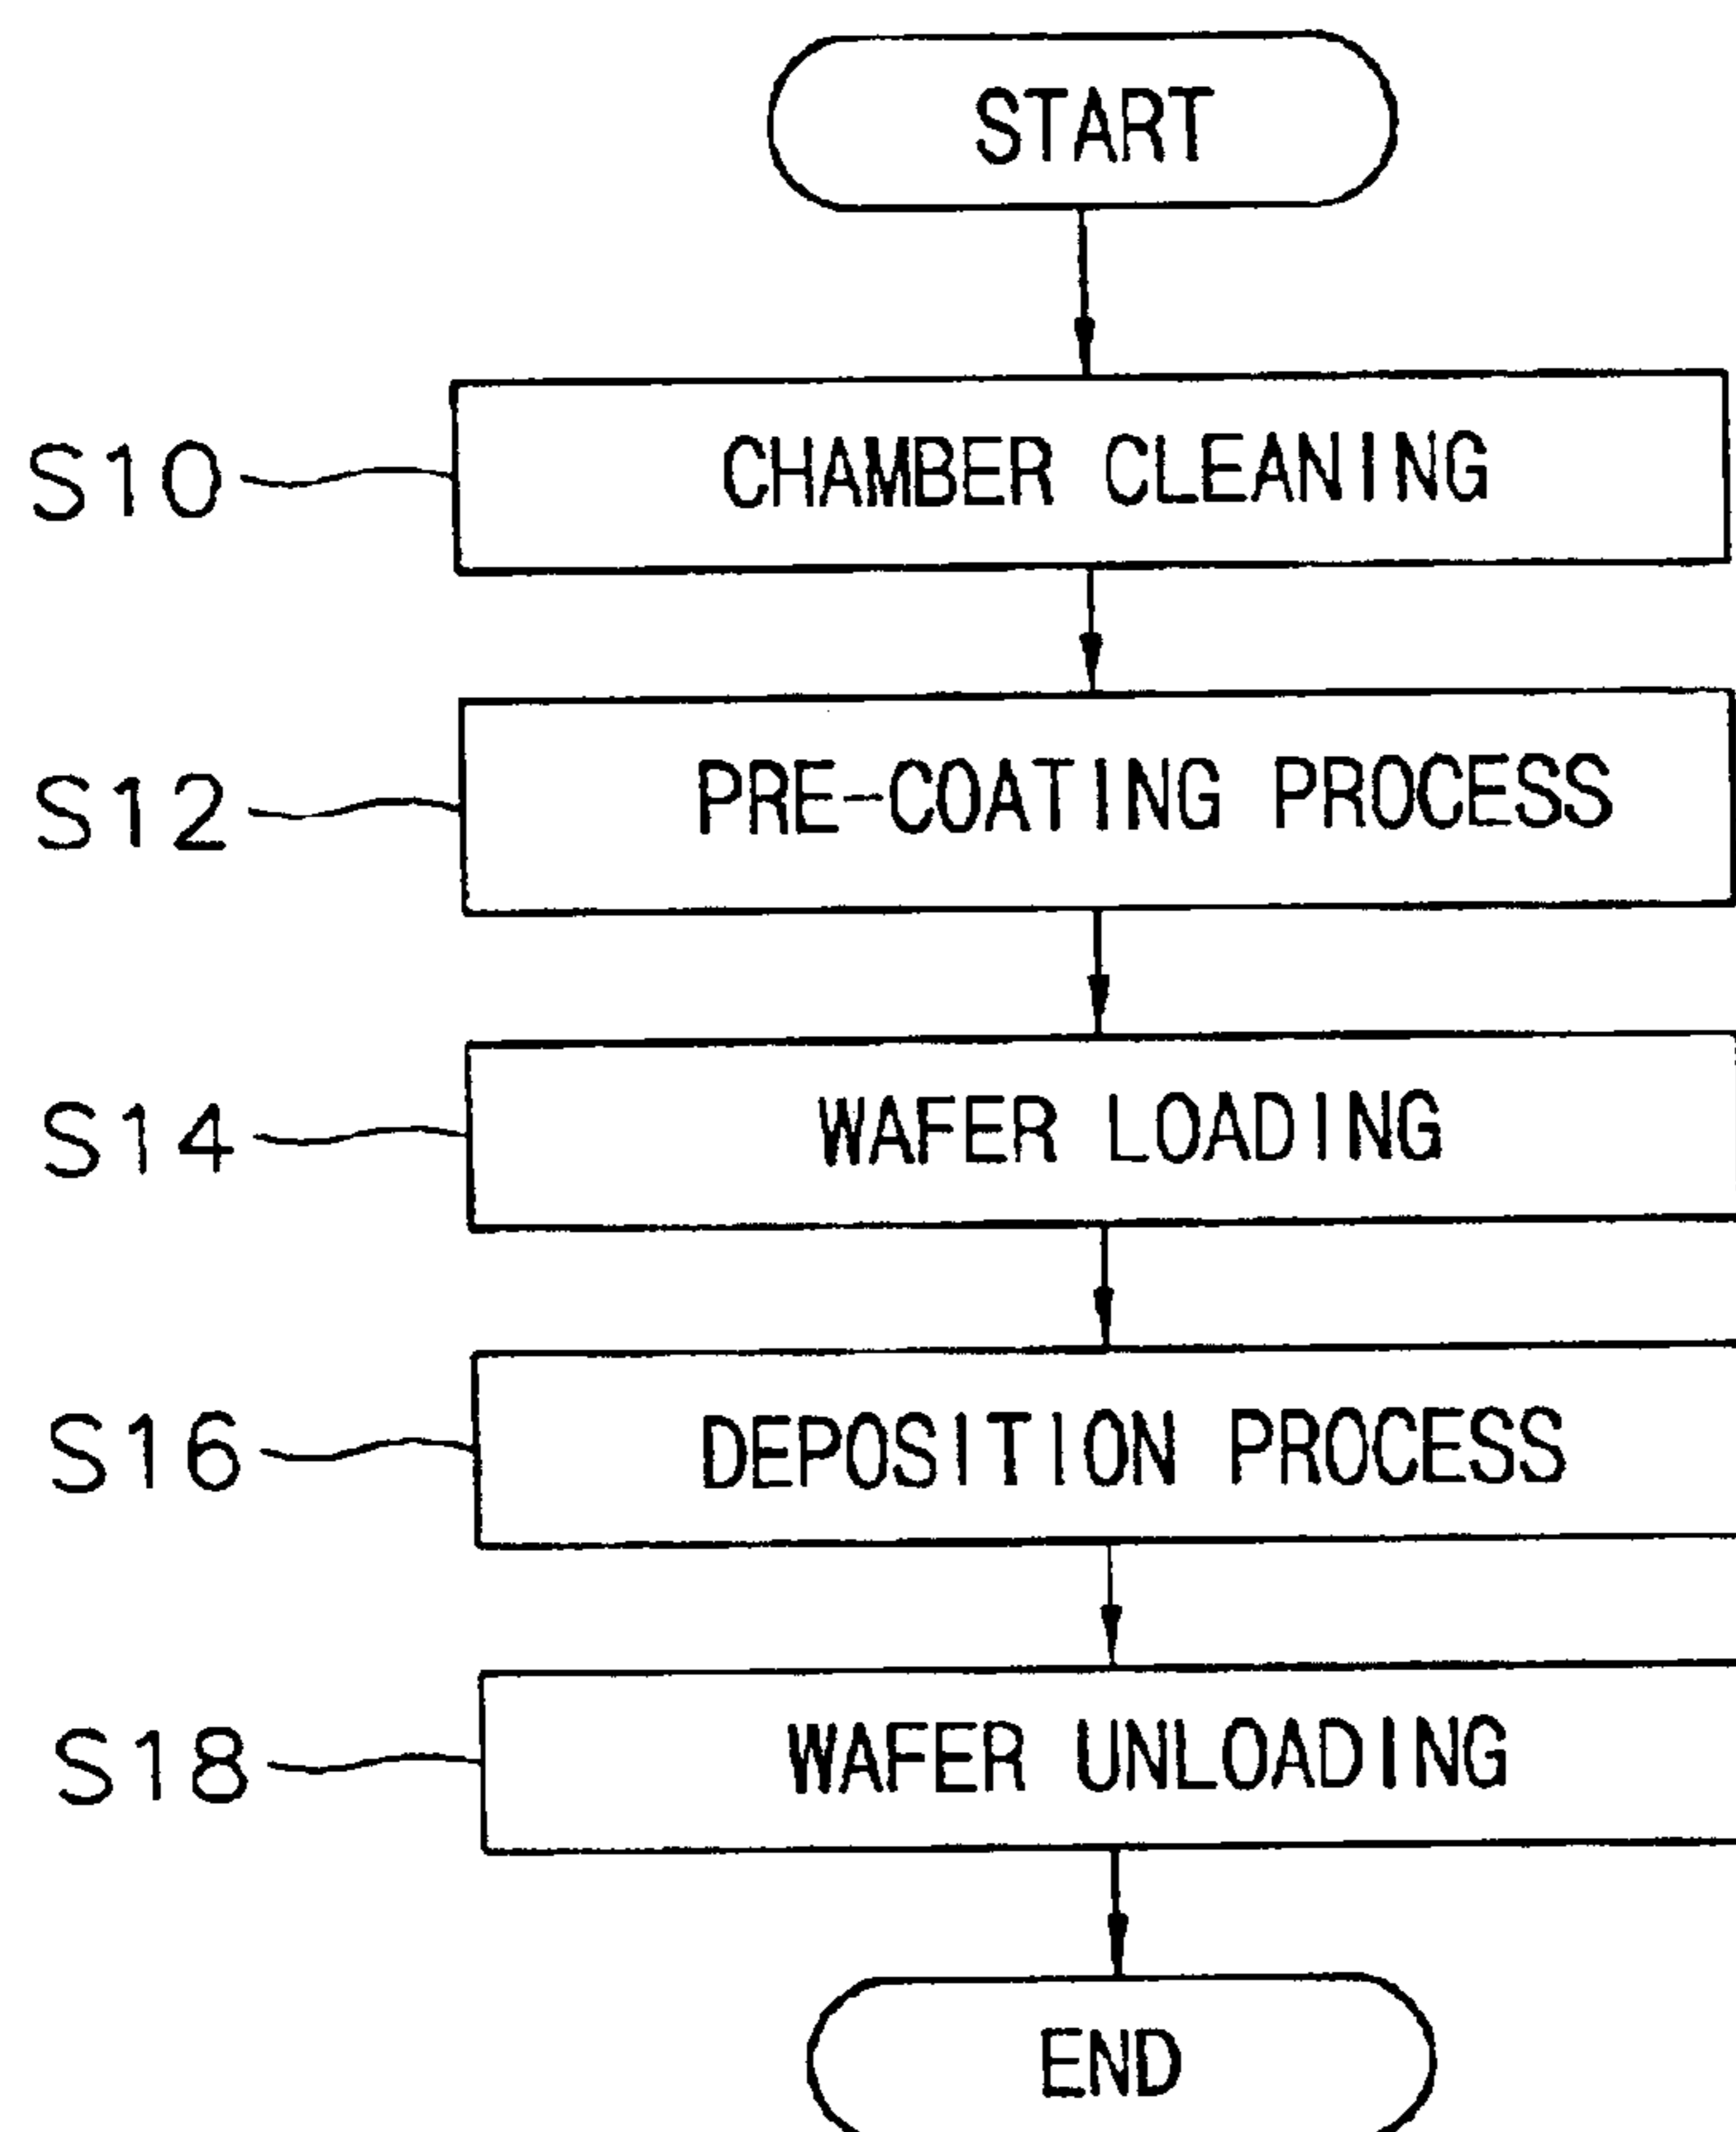 START
S10 CHAMBER CLEANING
S12 PRE-COATING PROCESS
S14 WAFER LOADING
S16 DEPOSITION PROCESS
S18 WAFER UNLOADING
END